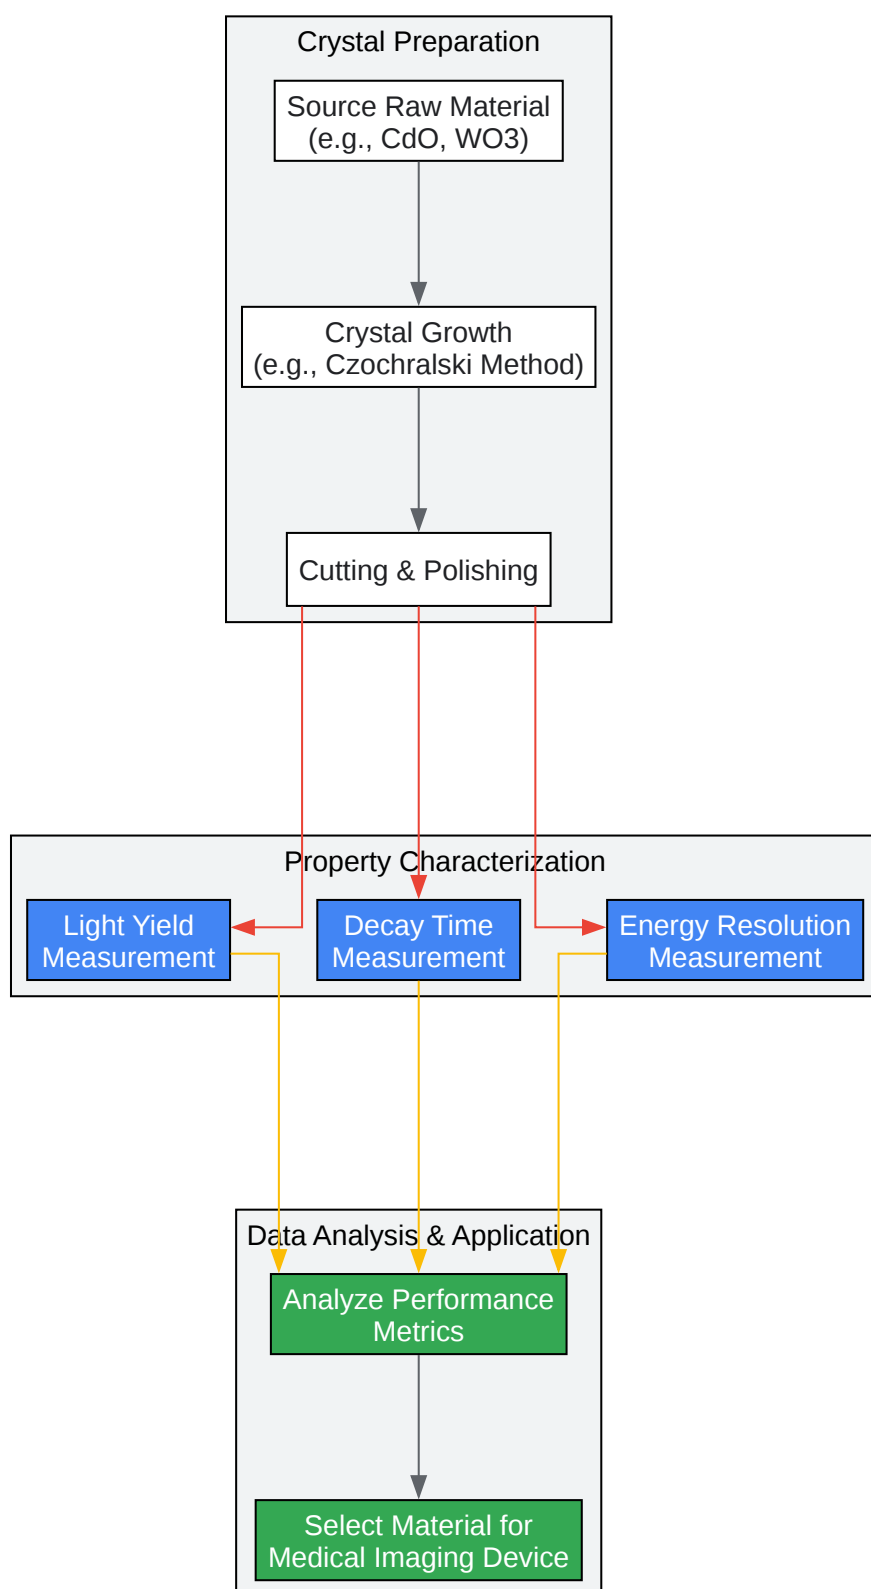 Crystal Preparation
Source Raw Material
(e.g., CdO, WO3)
Crystal Growth
(e.g., Czochralski Method)
Cutting & Polishing
Property Characterization
Light Yield
Measurement
Decay Time
Measurement
Energy Resolution
Measurement
Data Analysis & Application
Analyze Performance
Metrics
Select Material for
Medical Imaging Device